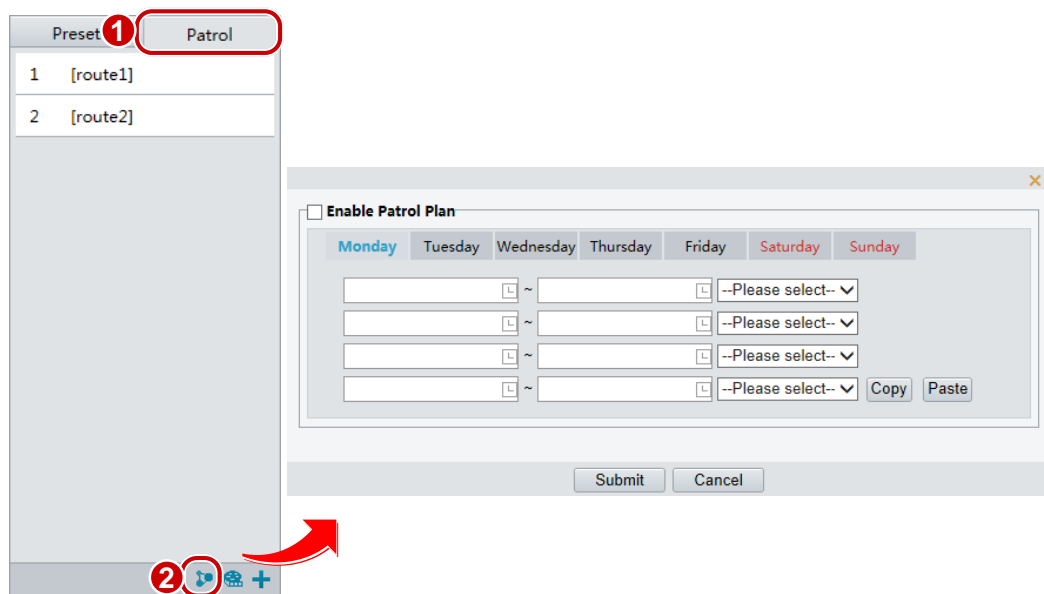 Preset 1 Patrol
1 [route1]
2 [route2]
Enable Patrol Plan
Monday Tuesday Wednesday Thursday Friday Saturday Sunday
~ --Please select--
~ --Please select--
~ --Please select--
~ --Please select-- Copy Paste
Submit Cancel
2